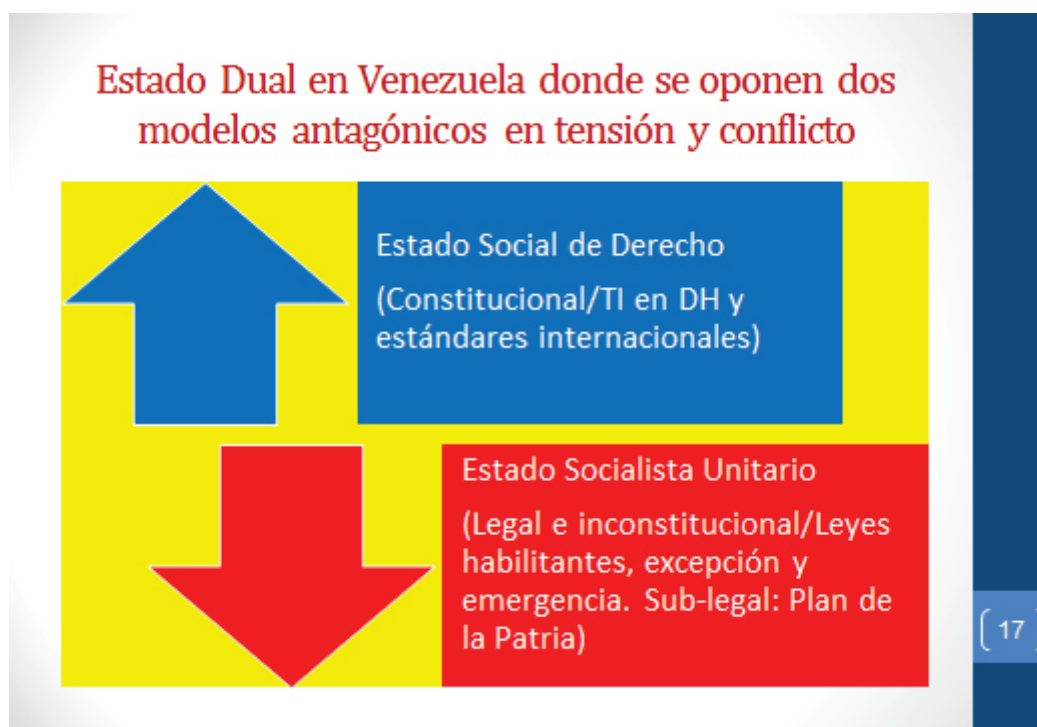 Estado Dual en Venezuela donde se oponen dos
modelos antagónicos en tensión y conflicto
Estado Social de Derecho
(Constitucional/TI en DH y
estándares internacionales)
Estado Socialista Unitario
(Legal e inconstitucional/Leyes
habilitantes, excepción y
emergencia. Sub-legal: Plan de
la Patria)
17